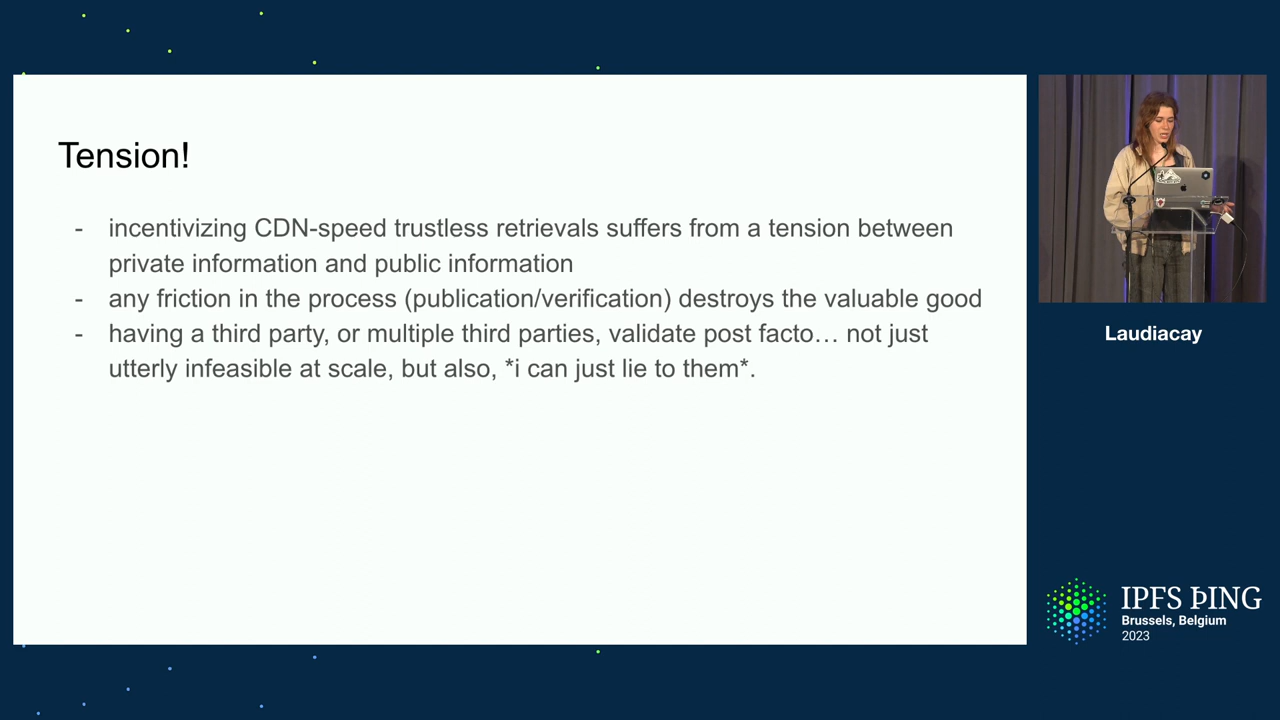 Tension!
- incentivizing CDN-speed trustless retrievals suffers from a tension between
private information and public information
- any friction in the process (publication/verification) destroys the valuable good
- having a third party, or multiple third parties, validate post facto… not just
utterly infeasible at scale, but also, *i can just lie to them*.
Laudiacay
IPFS ÞING
Brussels, Belgium
2023